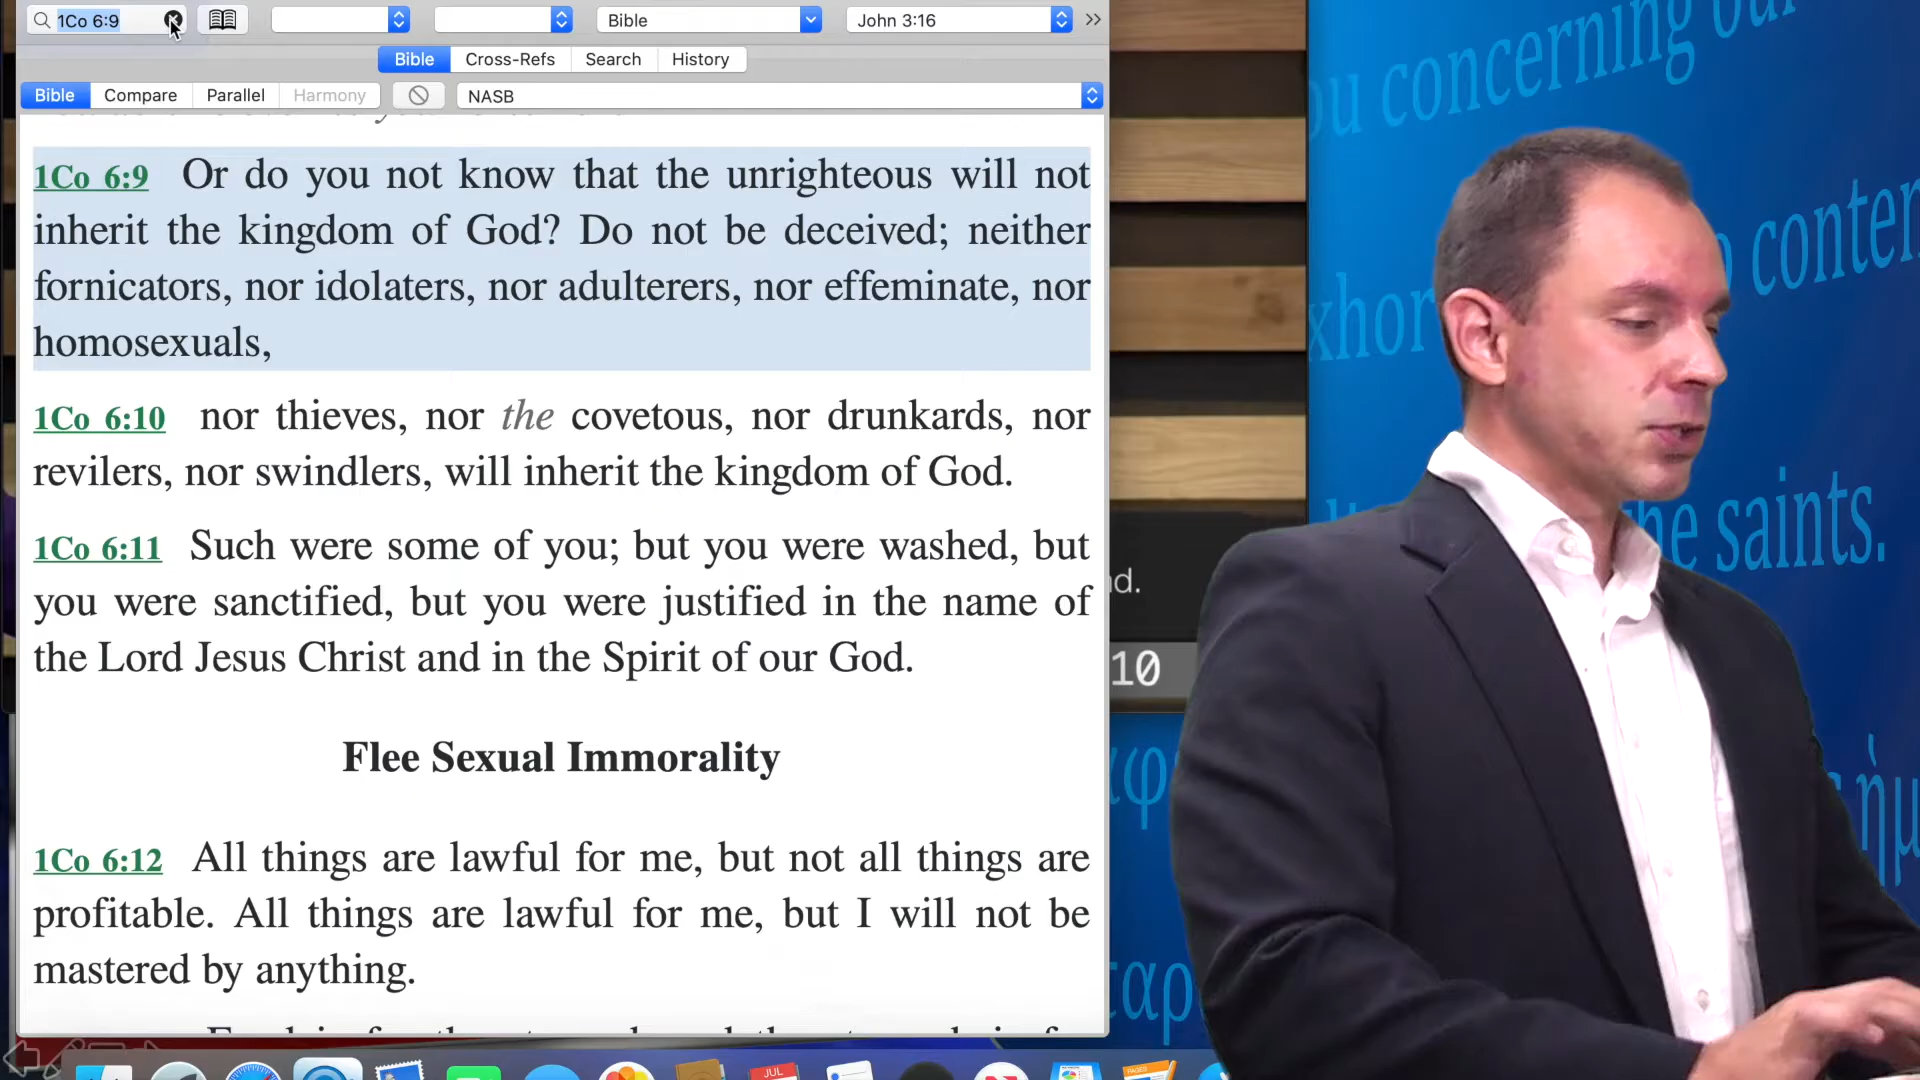 1Co 6:9
Bible
John 3:16
Bible
Cross-Refs
Search
History
Bible
Compare
Parallel
Harmony
NASB
1Co 6:9 Or do you not know that the unrighteous will not
inherit the kingdom of God? Do not be deceived; neither
fornicators, nor idolaters, nor adulterers, nor effeminate, nor
homosexuals,
1Co 6:10 nor thieves, nor the covetous, nor drunkards, nor
revilers, nor swindlers, will inherit the kingdom of God.
1Co 6:11 Such were some of you; but you were washed, but
you were sanctified, but you were justified in the name of
the Lord Jesus Christ and in the Spirit of our God.
Flee Sexual Immorality
1Co 6:12 All things are lawful for me, but not all things are
profitable. All things are lawful for me, but I will not be
mastered by anything.
ou concerning our
xhor
o conten
the saints.
nd.
10
ἡμ
JUL
PAGES